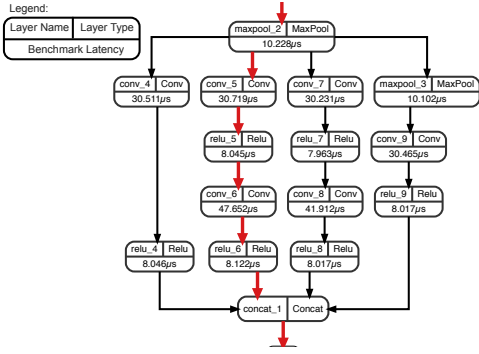 Legend:
Layer Name Layer Type
Benchmark Latency
maxpool_2 MaxPool
10.228µs
conv_4 Conv
30.511µs
conv_5 Conv
30.719µs
conv_7 Conv
30.231µs
maxpool_3 MaxPool
10.102µs
relu_5 Relu
8.045µs
relu_7 Relu
7.963µs
conv_9 Conv
30.465µs
conv_6 Conv
47.652µs
conv_8 Conv
41.912µs
relu_9 Relu
8.017µs
relu_4 Relu
8.046µs
relu_6 Relu
8.122µs
relu_8 Relu
8.017µs
concat_1 Concat